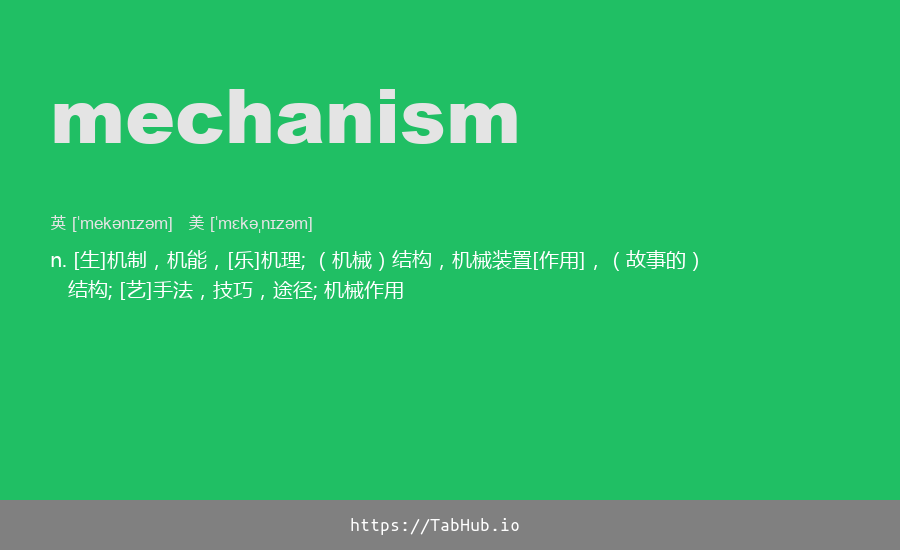 mechanism
英 [ˈmekənɪzəm] 美 [ˈmɛkəˌnɪzəm]
n. [生]机制，机能，[乐]机理; （机械）结构，机械装置[作用]，（故事的）
结构; [艺]手法，技巧，途径; 机械作用
https://TabHub.io